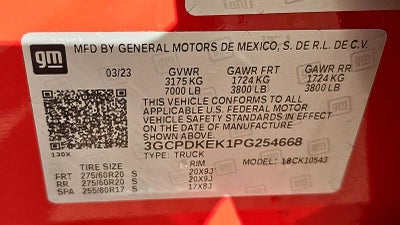 gm MFD BY GENERAL MOTORS DE MEXICO, S. DE R.L. DE C.V.
03/23 GVWR GAWR FRT GAWR RR
3175 KG 1724 KG 1724 KG
7000 LB 3800 LB 3800 LB
THIS VEHICLE CONFORMS TO ALL
APPLICABLE U.S. FEDERAL MOTOR
VEHICLE SAFETY STANDARDS IN EFFECT ON
THE DATE OF MANUFACTURE SHOWN ABOVE.
3GCPDKEK1PG254668
130X TYPE: TRUCK MODEL: 18CK10543
TIRE SIZE RIM
FRT 275/60R20 S 20X9J
RR 275/60R20 S 20X9J
SPA 255/80R17 S 17X8J